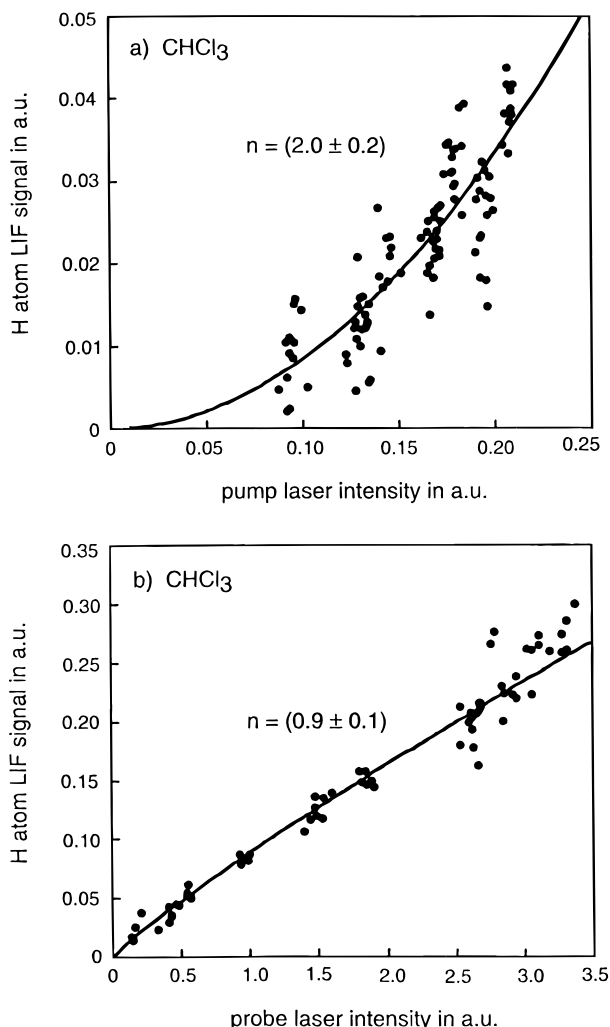 0.05
a) CHCl3
0.04
n = (2.0 ± 0.2)
0.03
0.02
0.01
0
0.05
0.10
0.15
0.20
0.25
H atom LIF signal in a.u.
pump laser intensity in a.u.
0.35
b) CHCl3
0.30
0.25
n = (0.9 ± 0.1)
0.20
0.15
0.10
0.05
0
0 0.5 1.0 1.5 2.0 2.5 3.0 3.5
H atom LIF signal in a.u.
probe laser intensity in a.u.